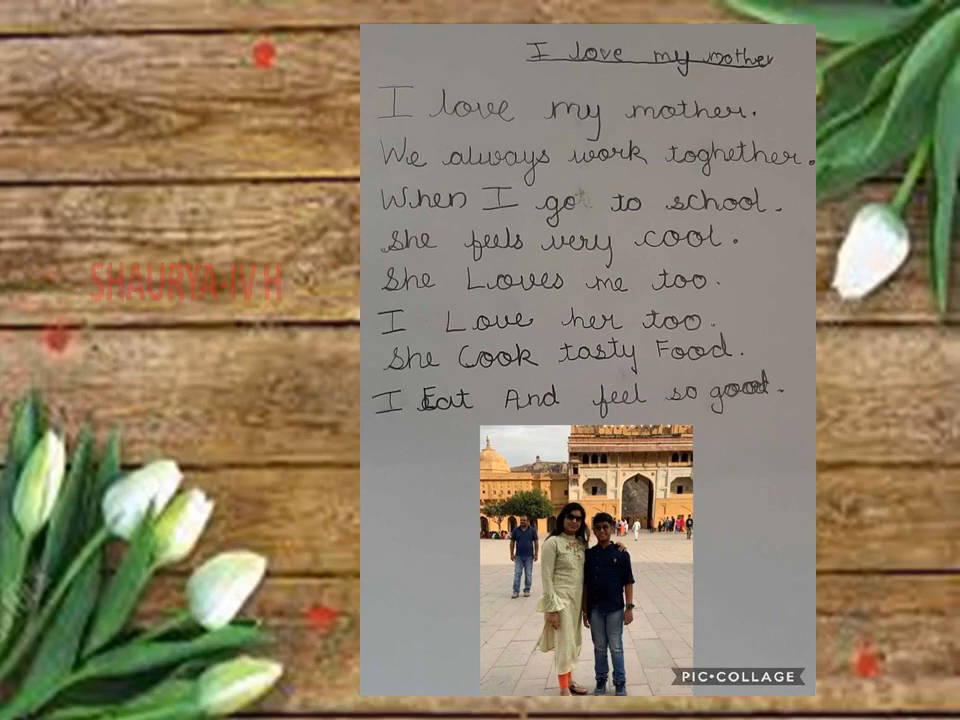 I love my mother
I love my mother.
We always work toghether.
When I go to school.
She feels very cool.
She Loves me too.
I Love her too.
She Cook tasty Food.
I Eat And feel so good.
SHAURYA-IV H
PIC•COLLAGE